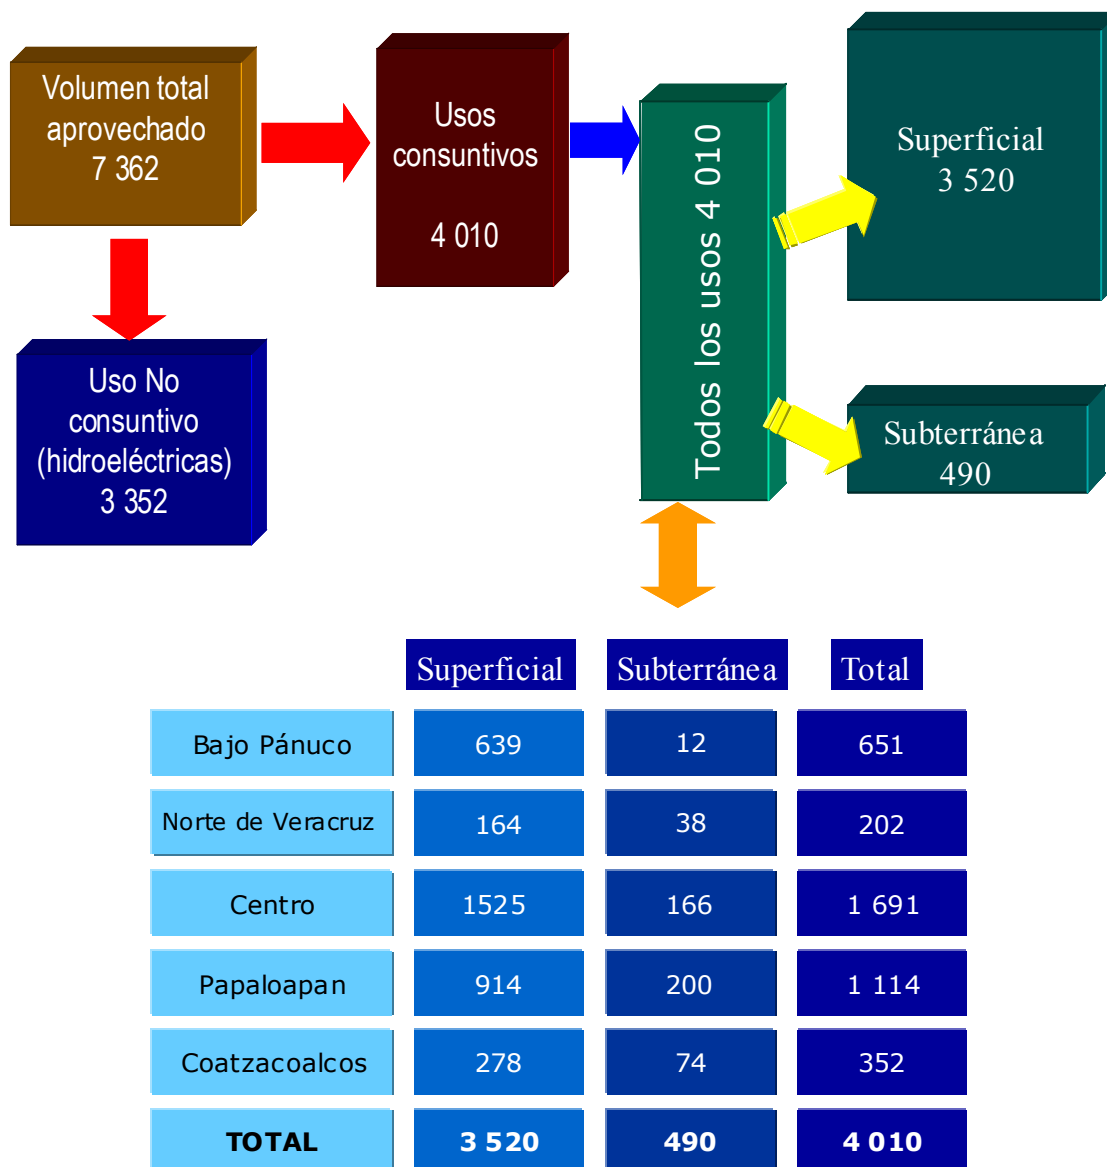 Volumen total
aprovechado
7 362
Usos
consuntivos
4 010
Todos los usos 4 010
Superficial
3 520
Subterránea
490
Uso No
consuntivo
(hidroeléctricas)
3 352
Superficial Subterránea Total
Bajo Pánuco 639 12 651
Norte de Veracruz 164 38 202
Centro 1525 166 1 691
Papaloapan 914 200 1 114
Coatzacoalcos 278 74 352
TOTAL 3 520 490 4 010